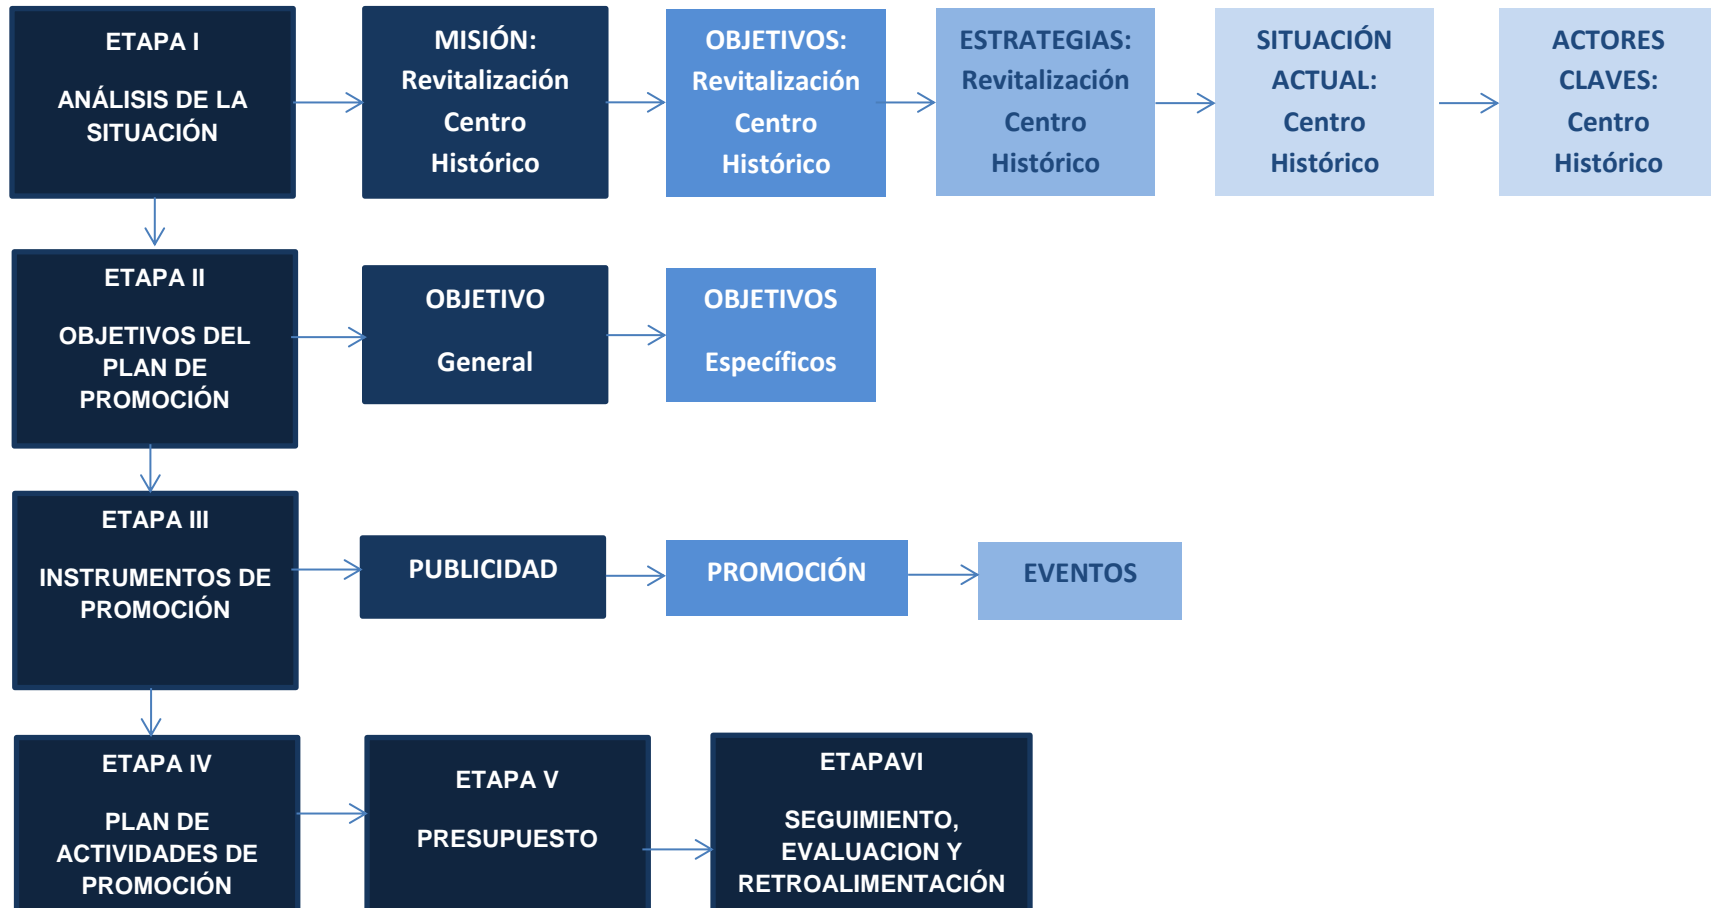 ETAPA I
ANÁLISIS DE LA
SITUACIÓN
MISIÓN:
Revitalización
Centro
Histórico
OBJETIVOS:
Revitalización
Centro
Histórico
ESTRATEGIAS:
Revitalización
Centro
Histórico
SITUACIÓN
ACTUAL:
Centro
Histórico
ACTORES
CLAVES:
Centro
Histórico
ETAPA II
OBJETIVOS DEL
PLAN DE
PROMOCIÓN
OBJETIVO
General
OBJETIVOS
Específicos
ETAPA III
INSTRUMENTOS DE
PROMOCIÓN
PUBLICIDAD
PROMOCIÓN
EVENTOS
ETAPA IV
PLAN DE
ACTIVIDADES DE
PROMOCIÓN
ETAPA V
PRESUPUESTO
ETAPAVI
SEGUIMIENTO,
EVALUACION Y
RETROALIMENTACIÓN